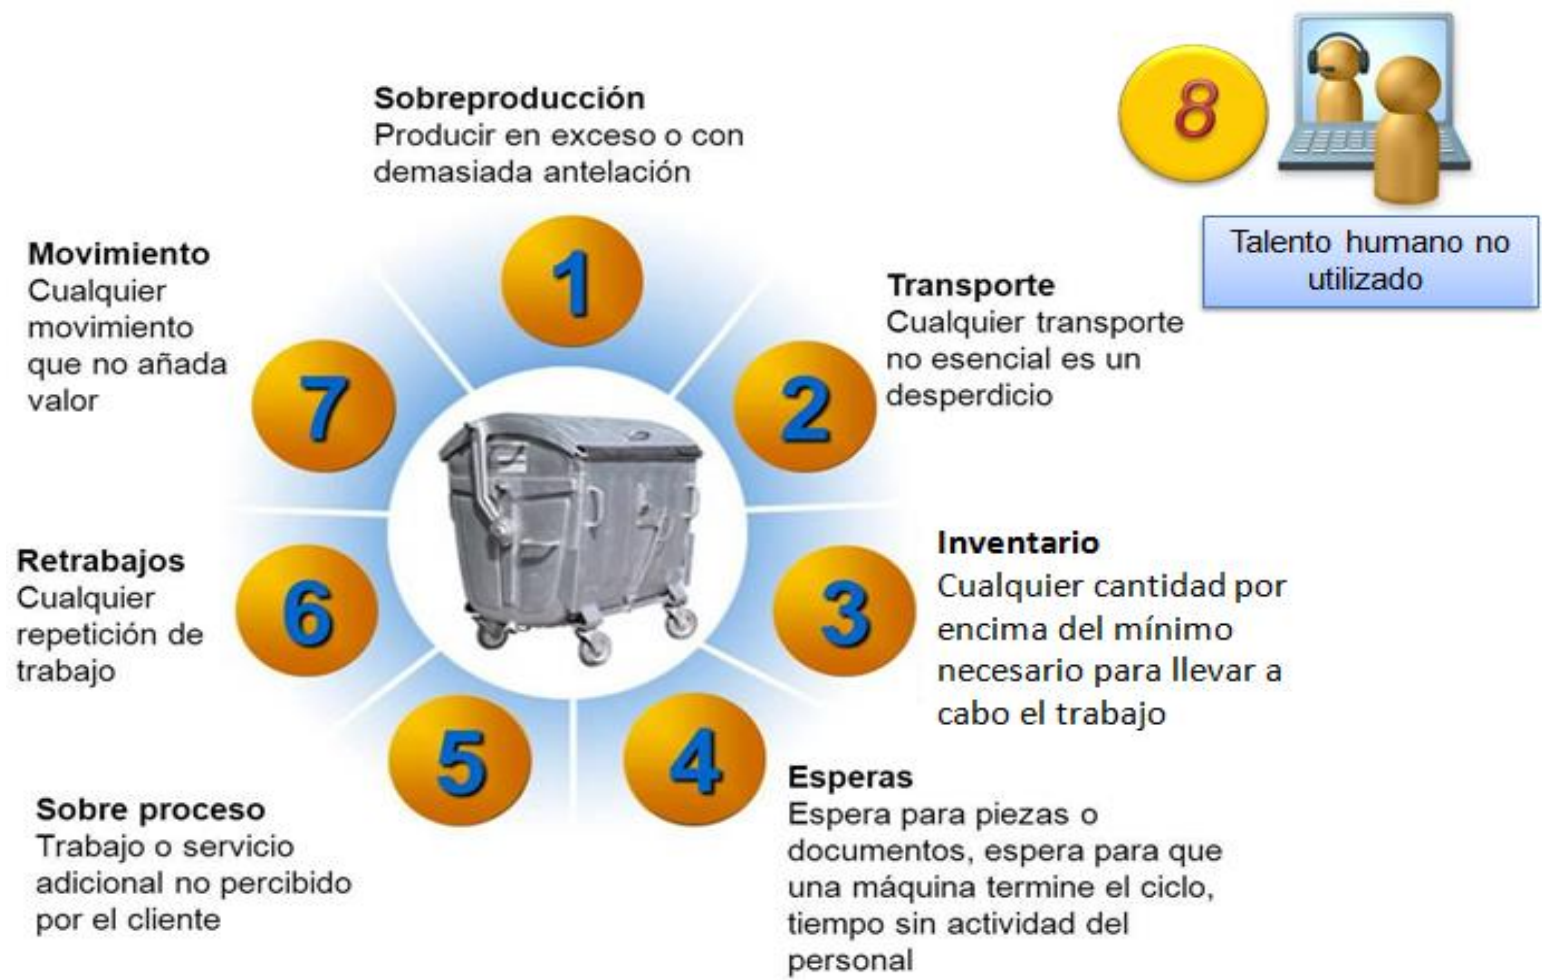 1
Sobreproducción
Producir en exceso o con
demasiada antelación
2
Transporte
Cualquier transporte
no esencial es un
desperdicio
3
Inventario
Cualquier cantidad por
encima del mínimo
necesario para llevar a
cabo el trabajo
4
Esperas
Espera para piezas o
documentos, espera para que
una máquina termine el ciclo,
tiempo sin actividad del
personal
5
Sobre proceso
Trabajo o servicio
adicional no percibido
por el cliente
6
Retrabajos
Cualquier
repetición de
trabajo
7
Movimiento
Cualquier
movimiento
que no añada
valor
8
Talento humano no
utilizado